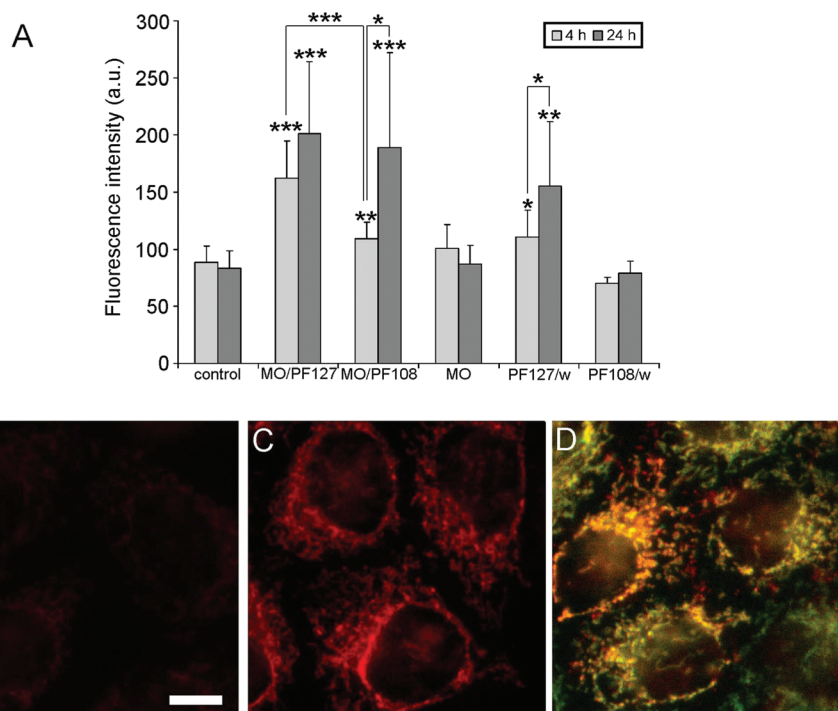 A
Fluorescence intensity (a.u.)
300
250
200
150
100
50
0
4 h 24 h
*** *
*** *** *** *
*** ** * **
control MO/PF127 MO/PF108 MO PF127/w PF108/w
C D